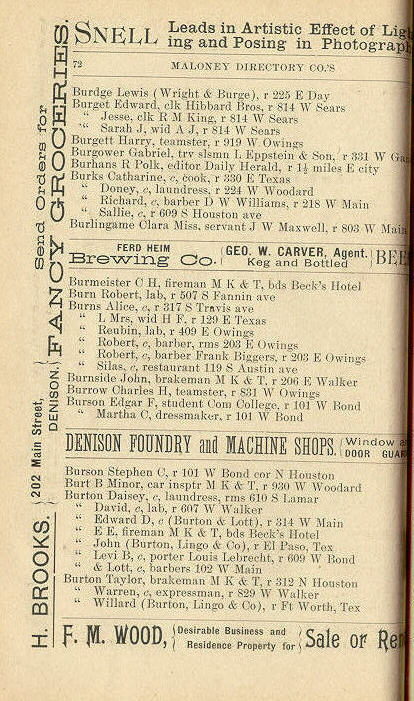 SNELL Leads in Artistic Effect of
ing and Posing in
72 MALONEY DIRECTORY CO.'S
Burdge Lewis (Wright & Burge), r 225 E Day
Burget Edward, clk Hibbard Bros, r 814 W Sears
" Jesse, clk R M King, r 814 W Sears
" Sarah J, wid A J, r 814 W Sears
Burgett Harry, teamster, r 919 W Owings
Burgower Gabriel, trv slsmn L Eppstein & Son, r 331 W
Burhans R Polk, editor Daily Herald, r 1½ miles E city
Burks Catharine, c, cook, r 330 E Texas
" Doney, c, laundress, r 224 W Woodard
" Richard, c, barber D W Williams, r 218 W Main
" Sallie, c, r 609 S Houston ave
Burlingame Clara Miss, servant J W Maxwell, r 803 W Main
FERD HEIM
Brewing Co. { GEO. W. CARVER, Agent.
Keg and Bottled
Burmeister C H, fireman M K & T, bds Beck's Hotel
Burn Robert, lab, r 507 S Fannin ave
Burns Alice, c, r 317 S Travis ave
" I. Mrs, wid H F, r 129 E Texas
" Reubin, lab, r 409 E Owings
" Robert, c, barber, rms 203 E Owings
" Robert, c, barber Frank Biggers, r 203 E Owings
" Silas, c, restaurant 119 S Austin ave
Burnside John, brakeman M K & T, r 206 E Walker
Burrow Charles H, teamster, r 831 W Owings
Burson Edgar F, student Com College, r 101 W Bond
" Martha C, dressmaker, r 101 W Bond
DENISON FOUNDRY and MACHINE SHOPS. { Window
DOOR
Burson Stephen C, r 101 W Bond cor N Houston
Burt B Minor, car insptr M K & T, r 930 W Woodard
Burton Daisey, c, laundress, rms 610 S Lamar
" David, c, lab, r 607 W Walker
" Edward D, c (Burton & Lott), r 314 W Main
" E E, fireman M K & T, bds Beck's Hotel
" John (Burton, Lingo & Co), r El Paso, Tex
" Levi B, c, porter Louis Lebrecht, r 609 W Bond
" & Lott, c, barbers 102 W Main
Burton Taylor, brakeman M K & T, r 312 N Houston
" Warren, c, expressman, r 829 W Walker
" Willard (Burton, Lingo & Co), r Ft Worth, Tex
F. M. WOOD, { Desirable Business and
Residence Property for } Sale or
H. BROOKS. { 202 Main Street,
DENISON. } Send Orders for
FANCY GROCERIES.